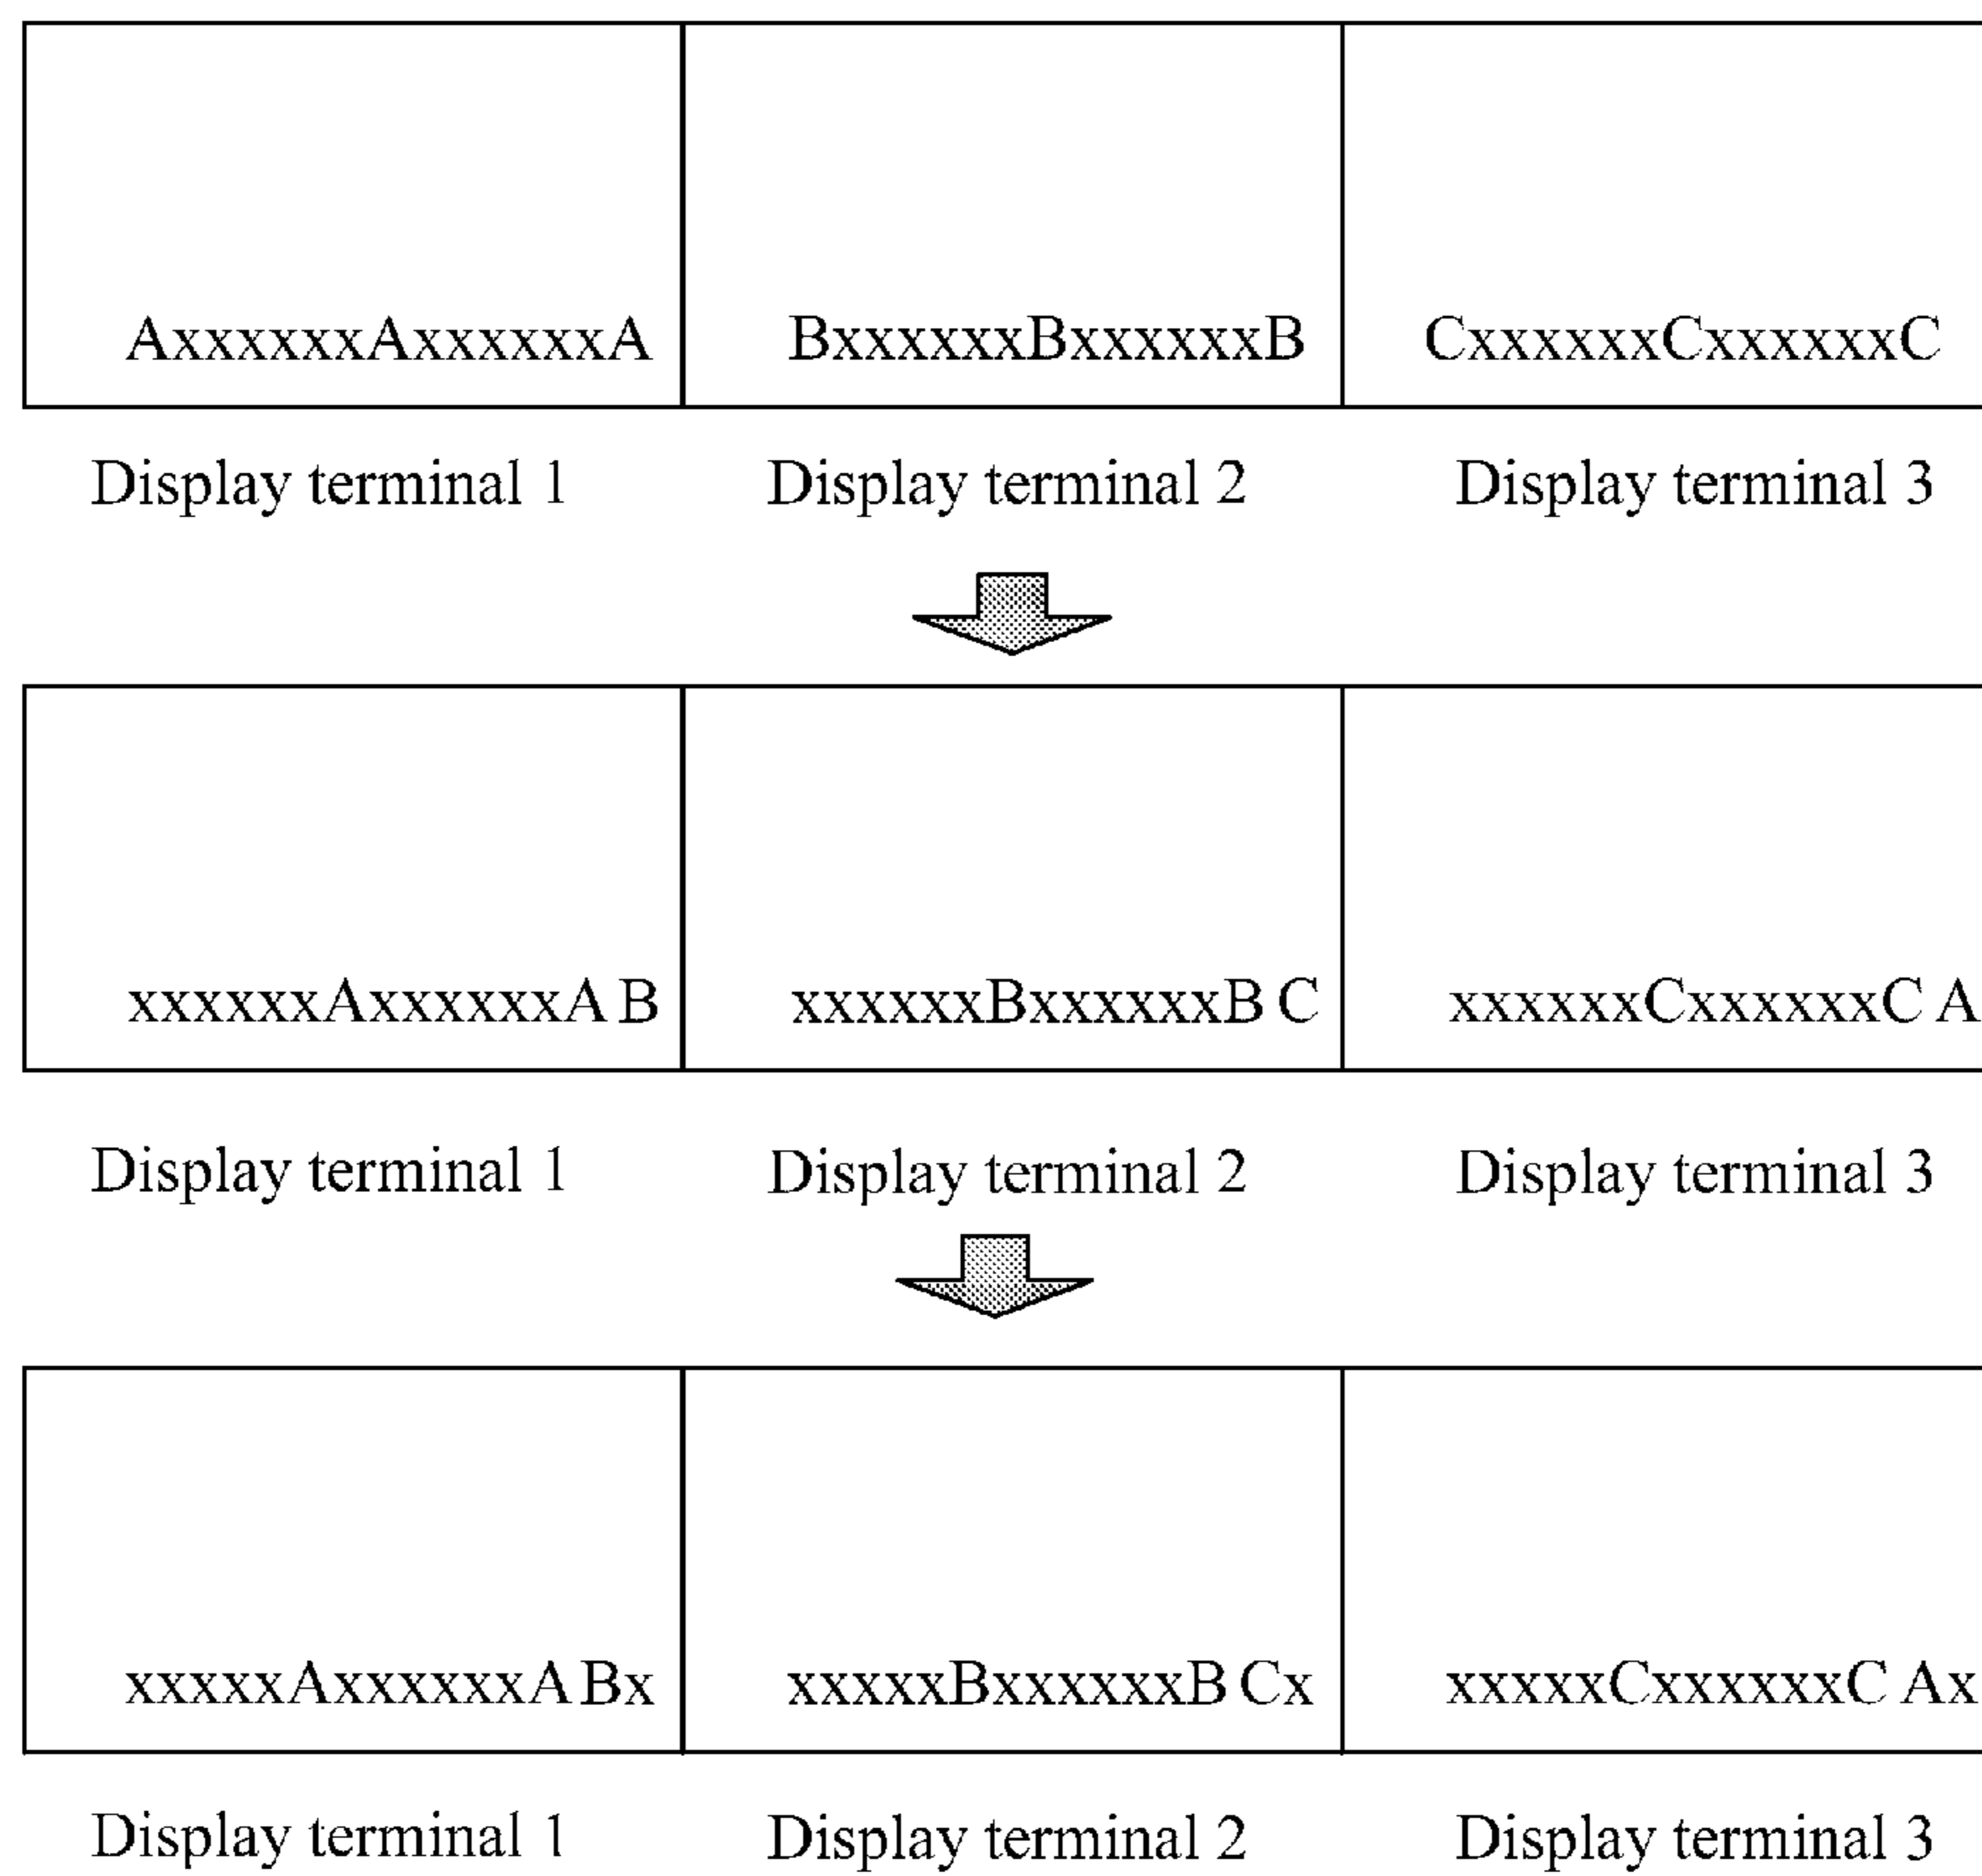 AxxxxxxAxxxxxxA BxxxxxxBxxxxxxB CxxxxxxCxxxxxxC
Display terminal 1 Display terminal 2 Display terminal 3
xxxxxxAxxxxxxA B xxxxxxBxxxxxxB C xxxxxxCxxxxxxC A
Display terminal 1 Display terminal 2 Display terminal 3
xxxxxAxxxxxxA Bx xxxxxBxxxxxxB Cx xxxxxCxxxxxxC Ax
Display terminal 1 Display terminal 2 Display terminal 3